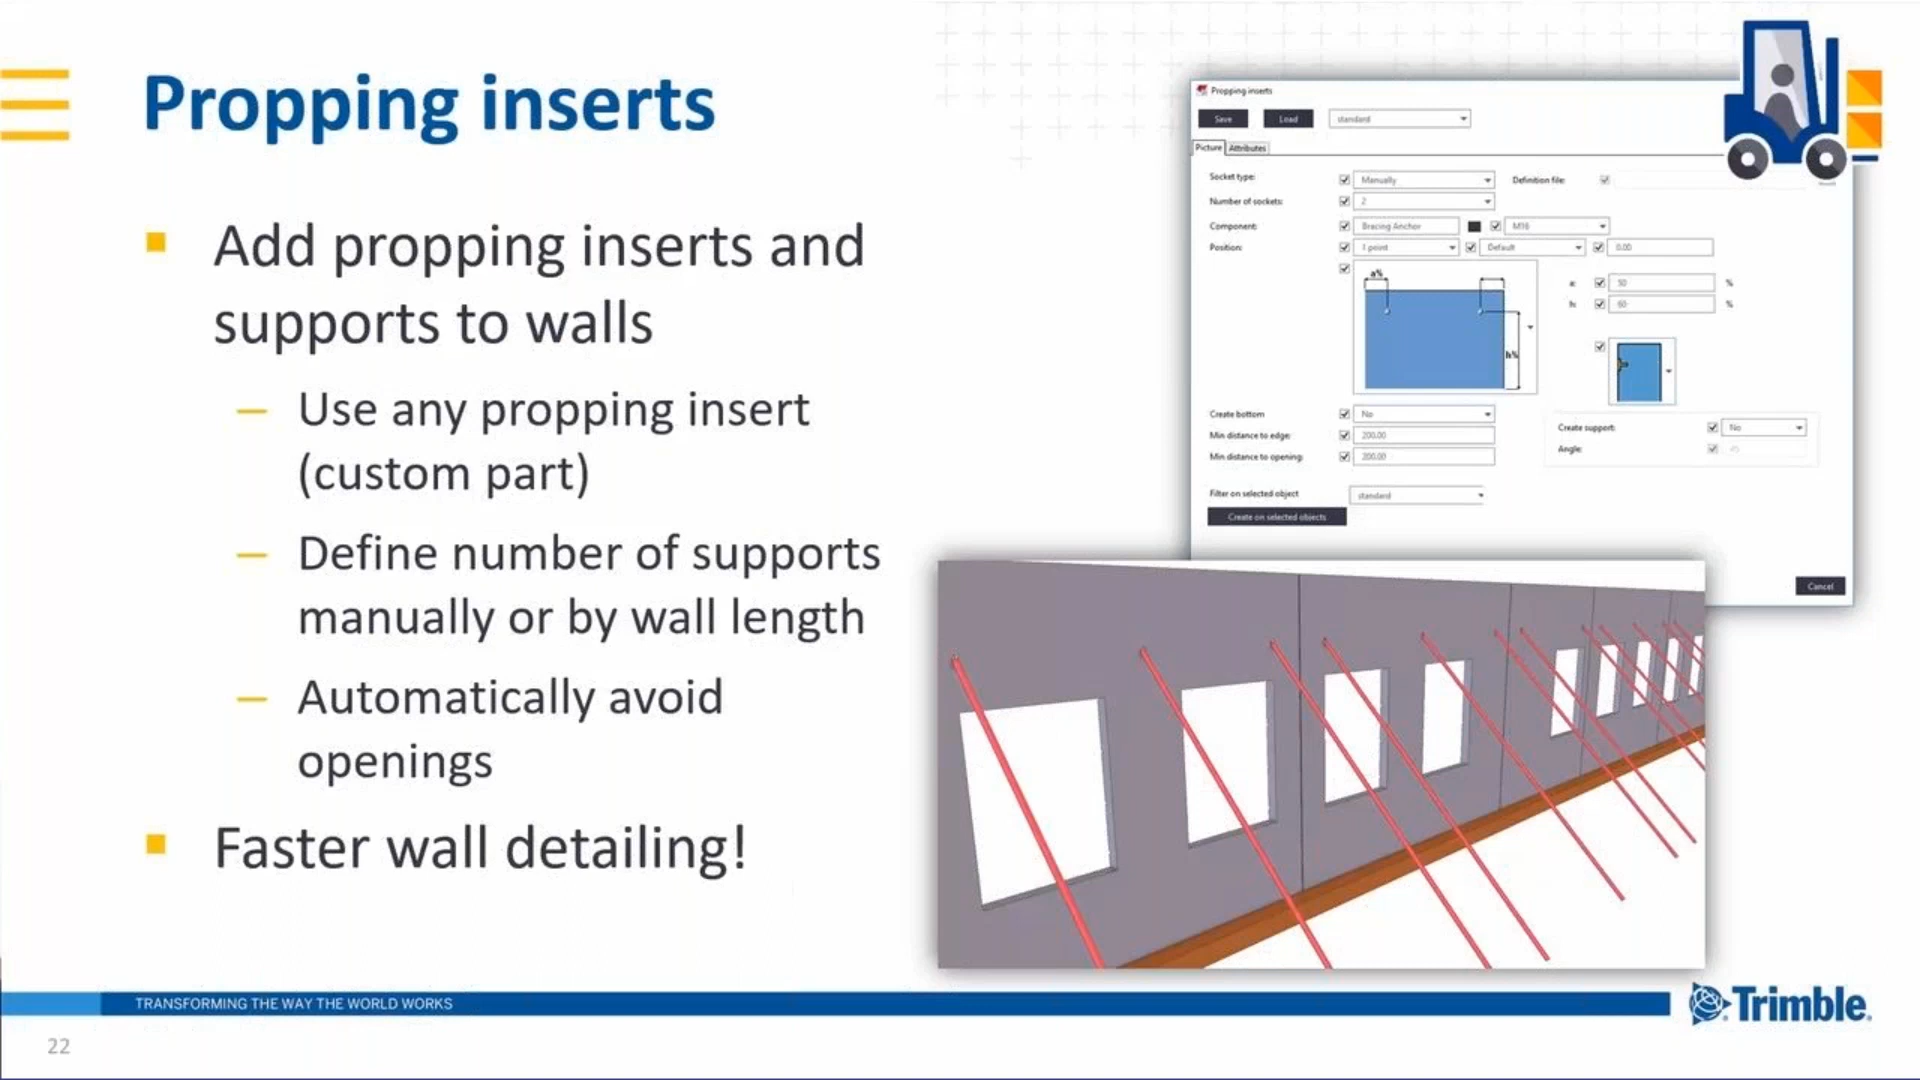 Propping inserts
Add propping inserts and
supports to walls
– Use any propping insert
(custom part)
– Define number of supports
manually or by wall length
– Automatically avoid
openings
Faster wall detailing!
Propping inserts
Save Load standard
Picture Attributes
Socket type: Manually Definition file:
Number of sockets: 2
Component: Bracing Anchor M16
Position: 1 point Default 0.00
a%
a: 50 %
h: 60 %
h%
Create bottom No
Min distance to edge: 200.00
Min distance to opening: 200.00
Create support: No
Angle: 45
Filter on selected object standard
Create on selected objects
Cancel
TRANSFORMING THE WAY THE WORLD WORKS
Trimble
22